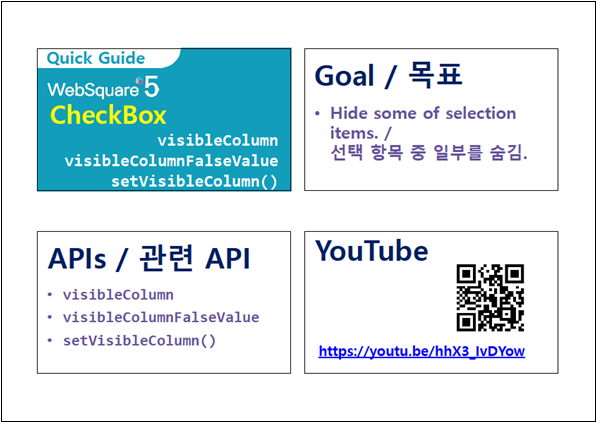 Quick Guide
WebSquare 5
CheckBox
visibleColumn
visibleColumnFalseValue
setVisibleColumn()
Goal / 목표
• Hide some of selection
items. /
선택 항목 중 일부를 숨김.
APIs / 관련 API
• visibleColumn
• visibleColumnFalseValue
• setVisibleColumn()
YouTube
https://youtu.be/hhX3_IvDYow